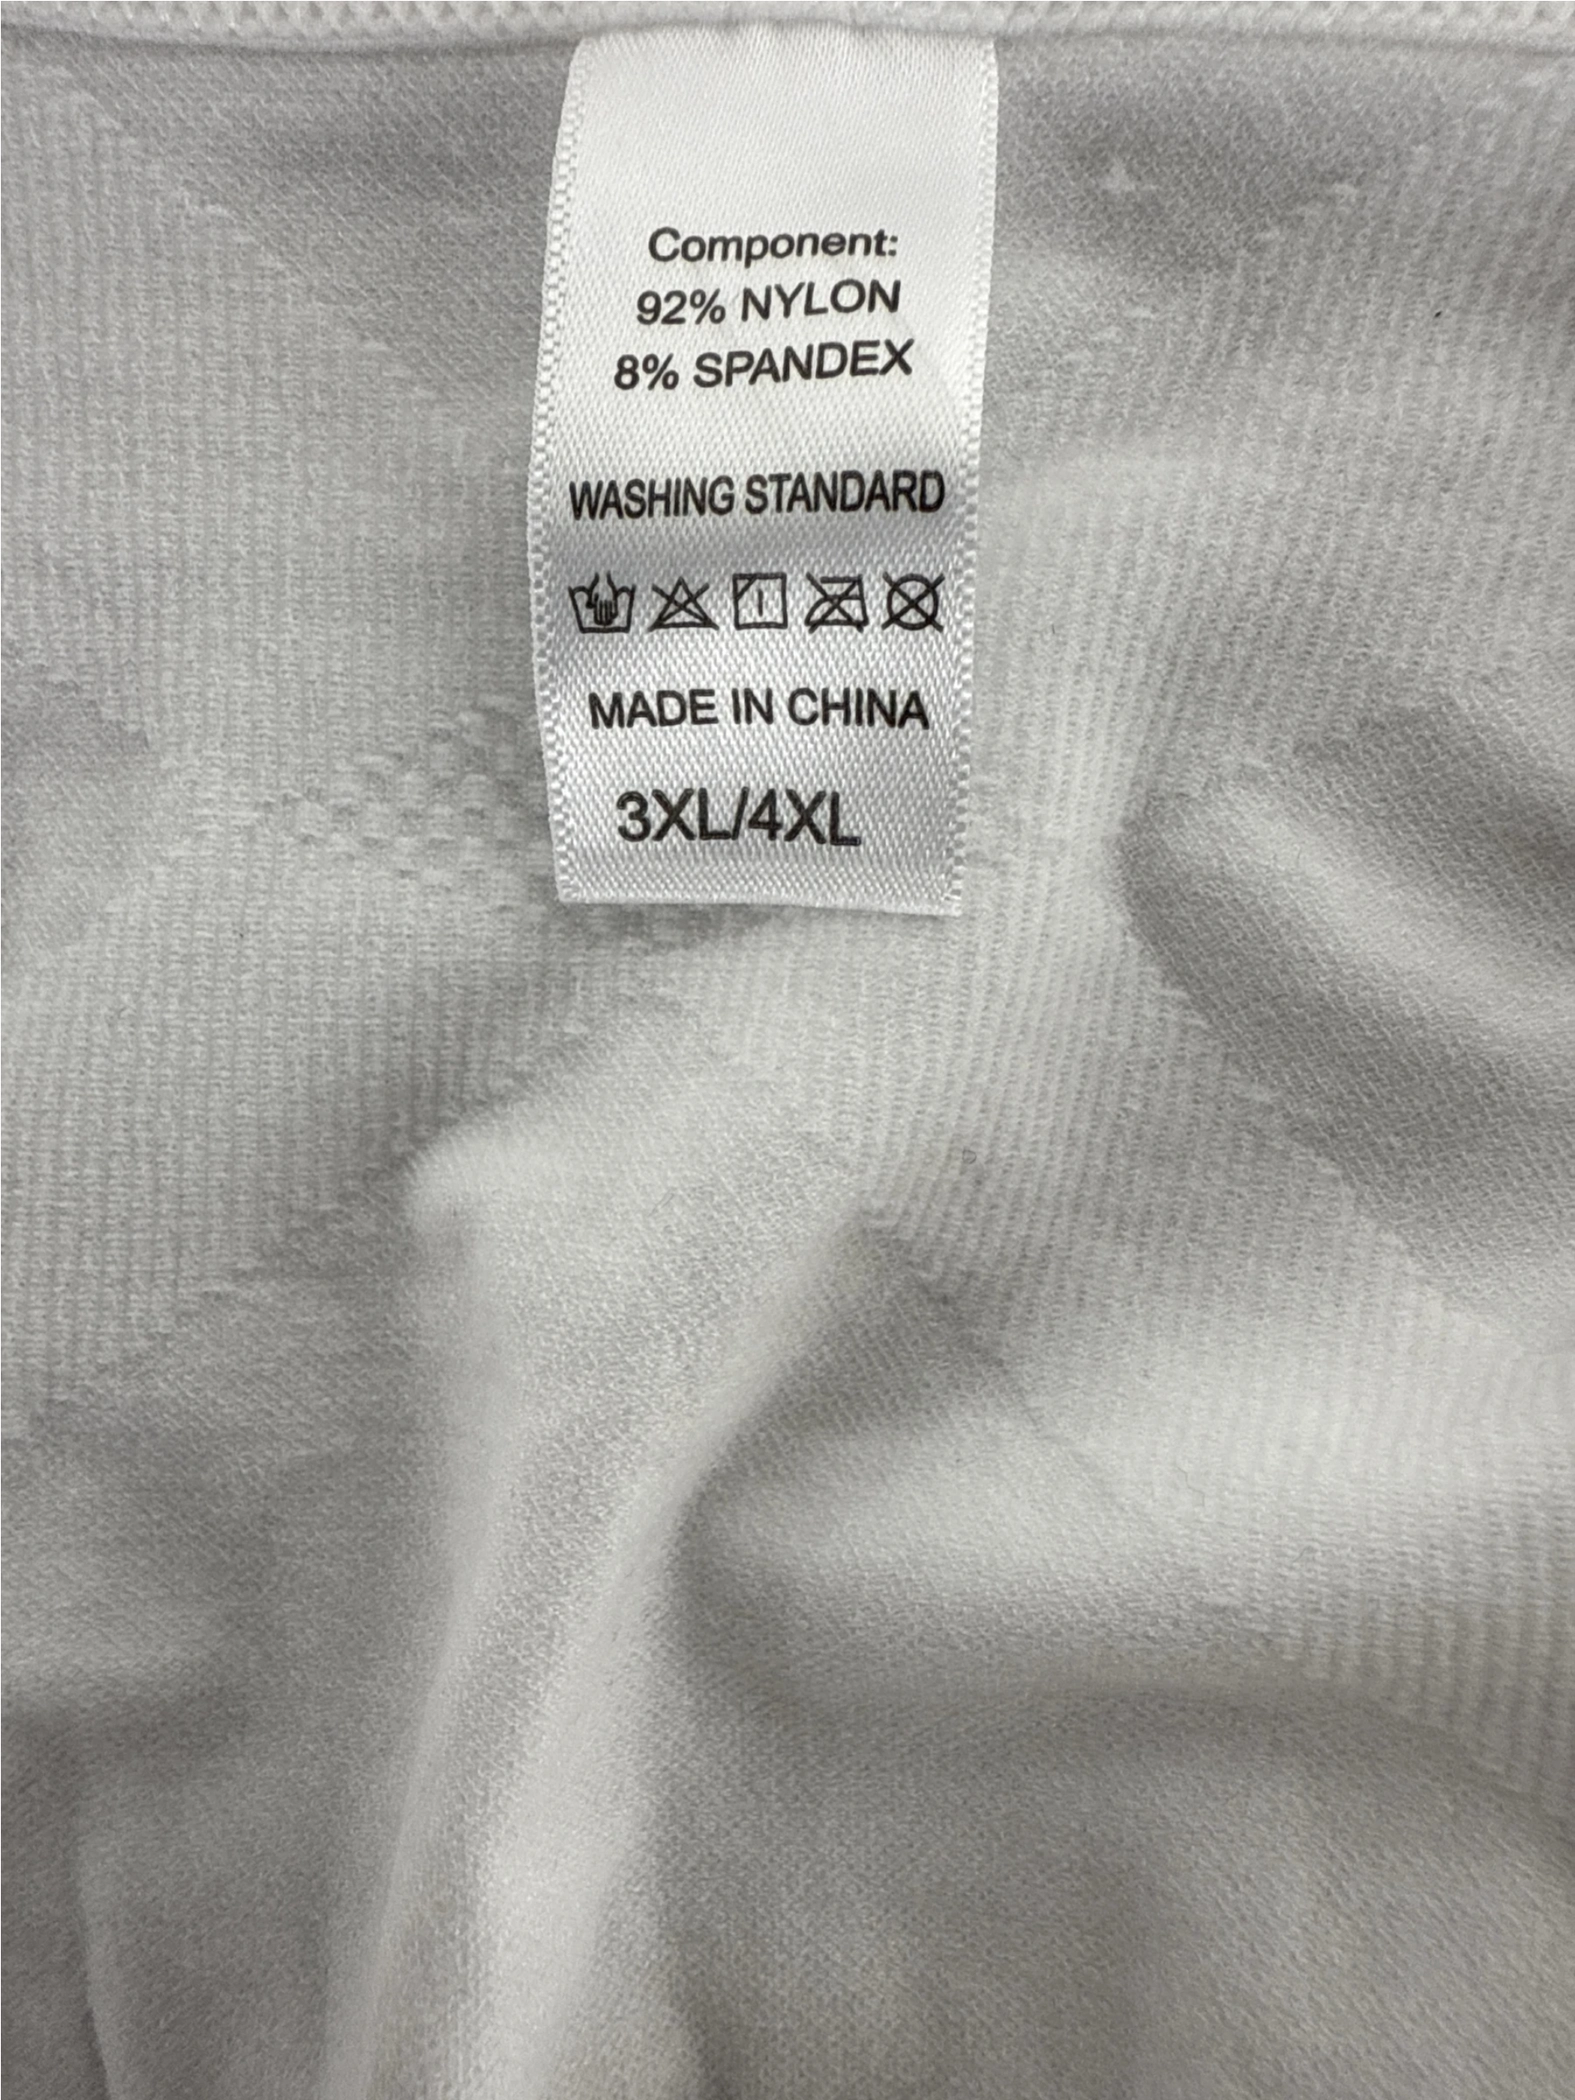 Component:
92% NYLON
8% SPANDEX
WASHING STANDARD
MADE IN CHINA
3XL/4XL